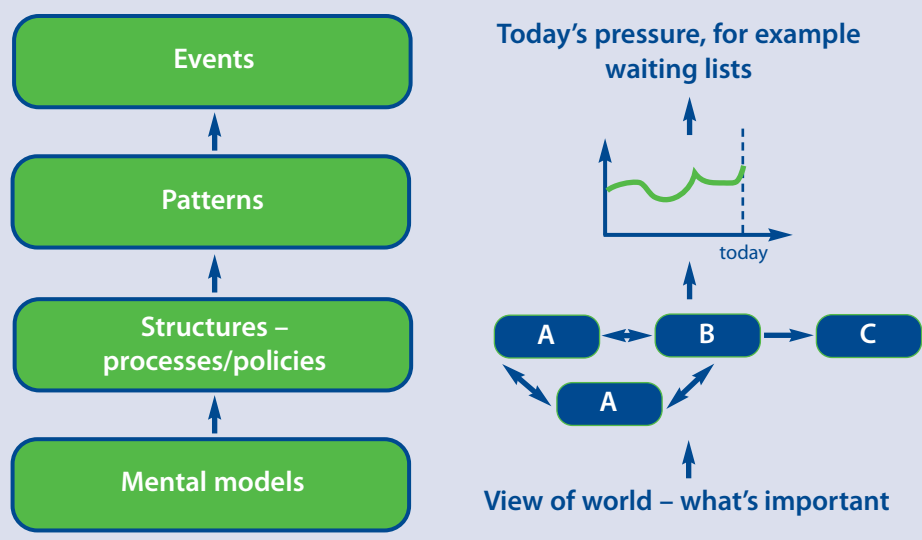 Events
Patterns
Structures –
processes/policies
Mental models
Today’s pressure, for example
waiting lists
today
A
B
C
A
View of world – what’s important